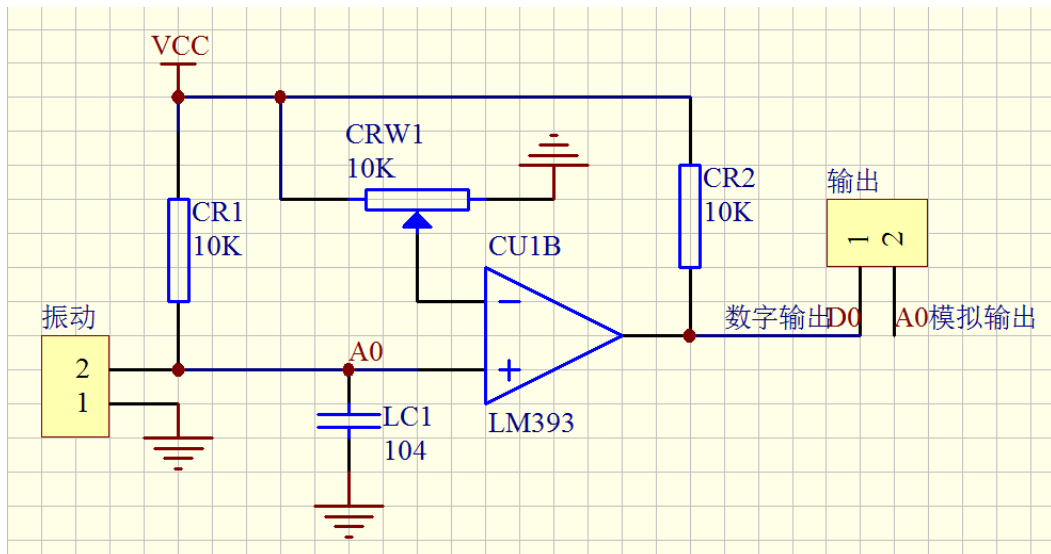 VCC
CRW1
10K
CR1
10K
CR2
10K
输出
1
2
CU1B
振动
数字输出D0
A0模拟输出
A0
2
1
LC1
104
LM393